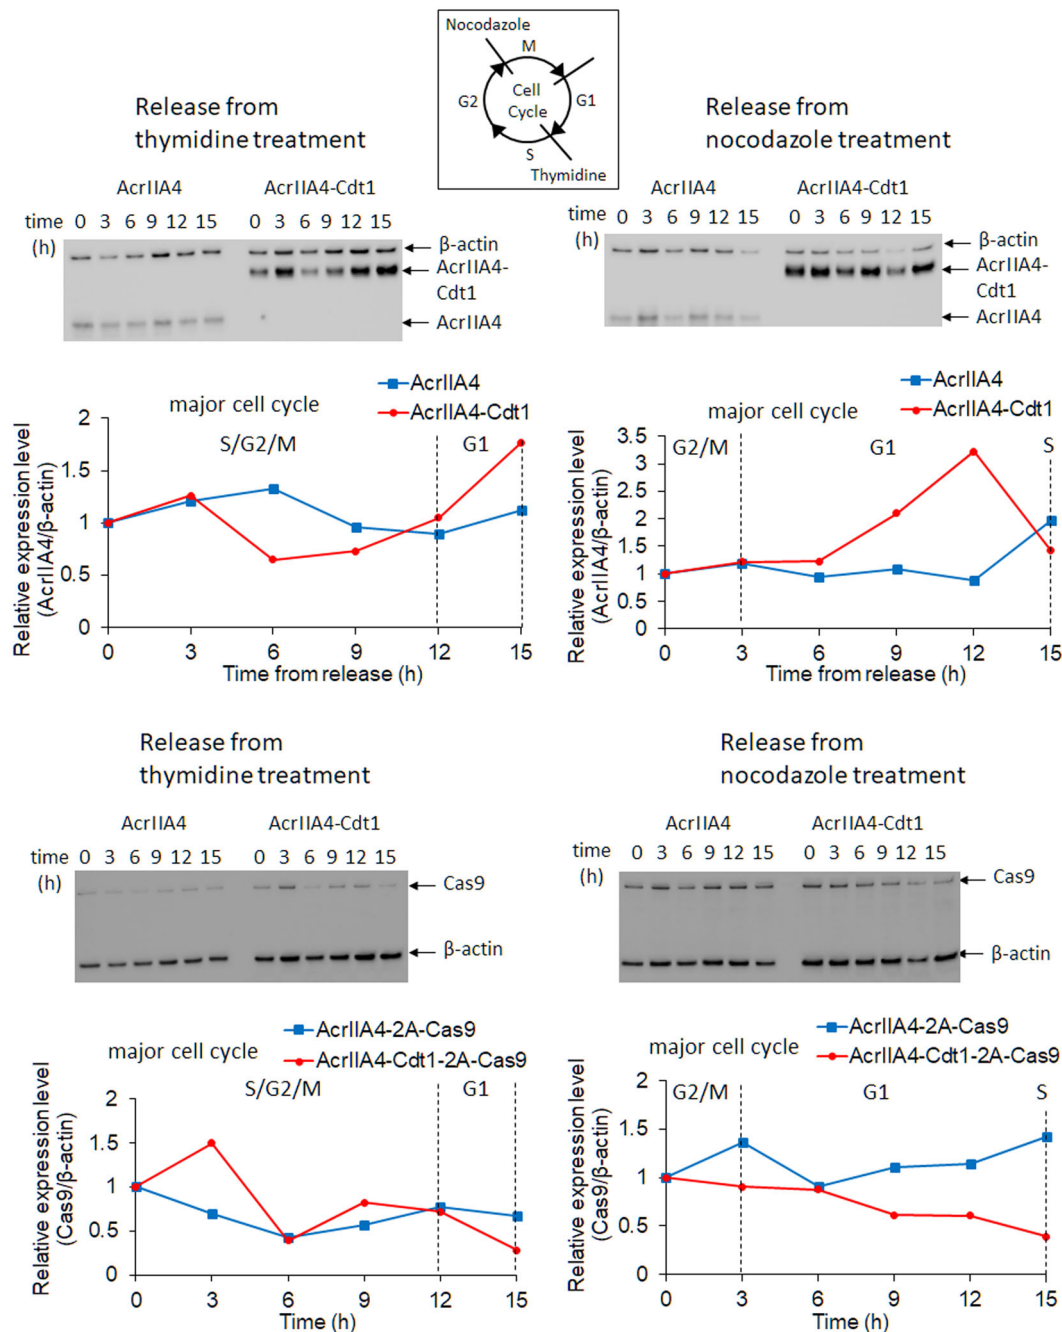 Nocodazole
M
G2
Cell
Cycle
G1
S
Thymidine
Release from
thymidine treatment
AcrIIA4 AcrIIA4-Cdt1
time 0 3 6 9 12 15 0 3 6 9 12 15
(h)
β-actin
AcrIIA4-
Cdt1
AcrIIA4
Release from
nocodazole treatment
AcrIIA4 AcrIIA4-Cdt1
time 0 3 6 9 12 15 0 3 6 9 12 15
(h)
β-actin
AcrIIA4-
Cdt1
AcrIIA4
AcrIIA4
AcrIIA4-Cdt1
major cell cycle
S/G2/M G1
Relative expression level
(AcrIIA4/β-actin)
2
1.5
1
0.5
0
0 3 6 9 12 15
Time from release (h)
AcrIIA4
AcrIIA4-Cdt1
major cell cycle
G2/M G1 S
Relative expression level
(AcrIIA4/β-actin)
3.5
3
2.5
2
1.5
1
0.5
0
0 3 6 9 12 15
Time from release (h)
Release from
thymidine treatment
AcrIIA4 AcrIIA4-Cdt1
time 0 3 6 9 12 15 0 3 6 9 12 15
(h)
Cas9
β-actin
Release from
nocodazole treatment
AcrIIA4 AcrIIA4-Cdt1
time 0 3 6 9 12 15 0 3 6 9 12 15
(h)
Cas9
β-actin
AcrIIA4-2A-Cas9
AcrIIA4-Cdt1-2A-Cas9
major cell cycle
S/G2/M G1
Relative expression level
(Cas9/β-actin)
2
1.5
1
0.5
0
0 3 6 9 12 15
Time (h)
AcrIIA4-2A-Cas9
AcrIIA4-Cdt1-2A-Cas9
major cell cycle
G2/M G1 S
Relative expression level
(Cas9/β-actin)
2
1.5
1
0.5
0
0 3 6 9 12 15
Time (h)